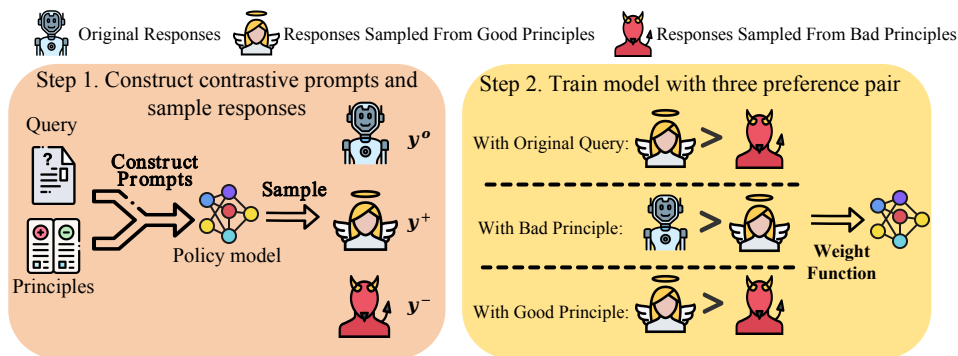 Original Responses
Responses Sampled From Good Principles
Responses Sampled From Bad Principles
Step 1. Construct contrastive prompts and
sample responses
Query
?
Principles
Construct
Prompts
Policy model
Sample
y^o
y^+
y^-
Step 2. Train model with three preference pair
With Original Query:
>
With Bad Principle:
>
With Good Principle:
>
Weight
Function